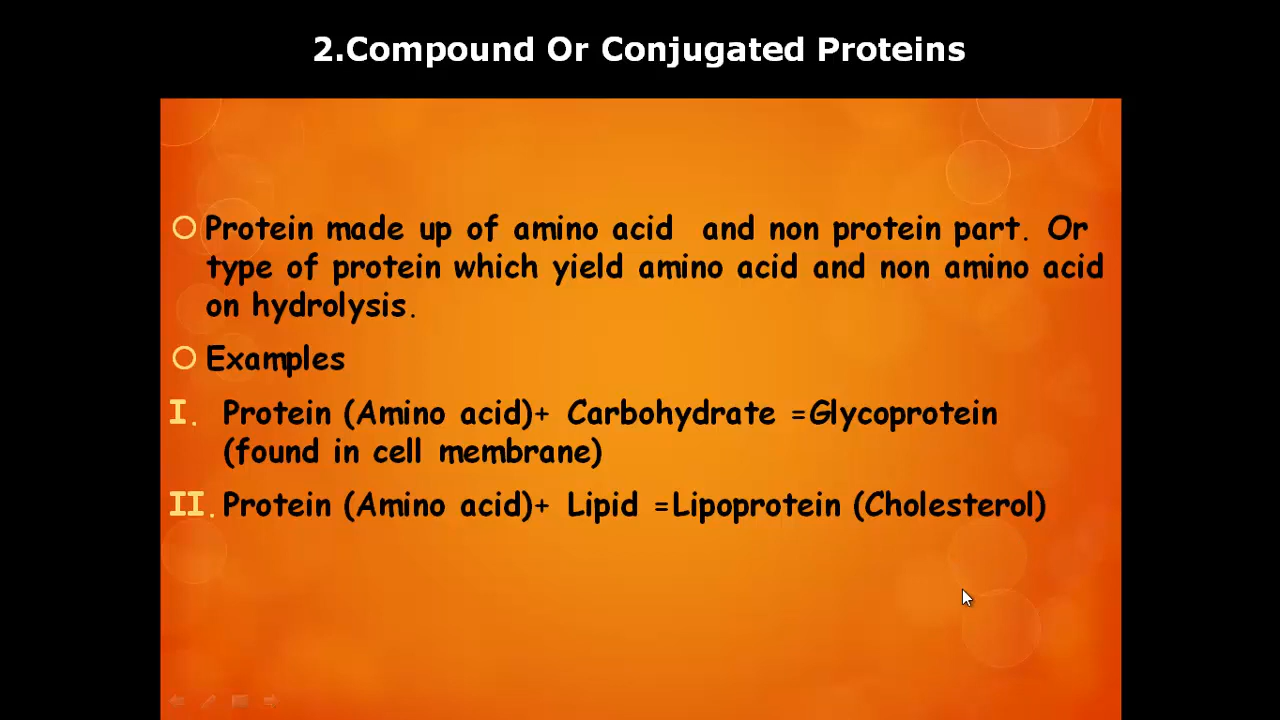 2.Compound Or Conjugated Proteins
Protein made up of amino acid and non protein part. Or
type of protein which yield amino acid and non amino acid
on hydrolysis.
Examples
I. Protein (Amino acid)+ Carbohydrate =Glycoprotein
(found in cell membrane)
II. Protein (Amino acid)+ Lipid =Lipoprotein (Cholesterol)